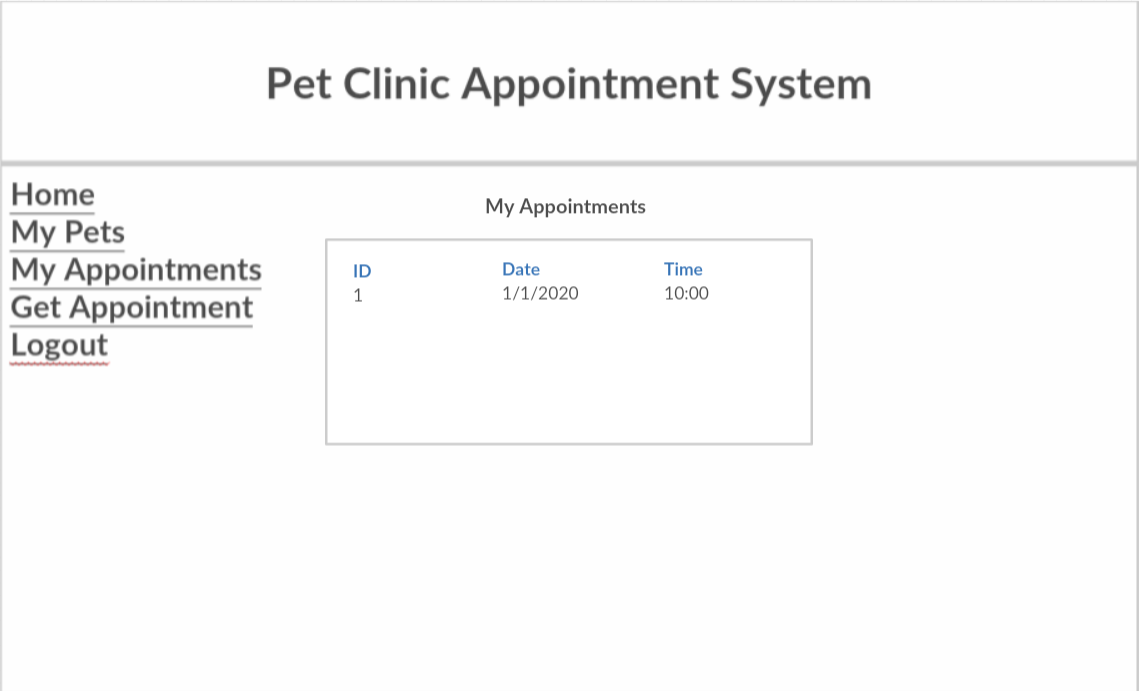 Pet Clinic Appointment System
Home
My Pets
My Appointments
Get Appointment
Logout
My Appointments
ID Date Time
1 1/1/2020 10:00